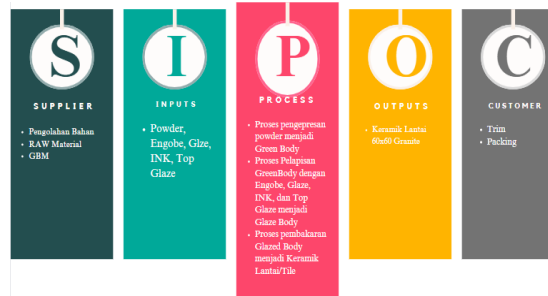 S
SUPPLIER
• Pengolahan Bahan
• RAW Material
• GBM
I
INPUTS
• Powder,
Engobe, Glze,
INK, Top
Glaze
P
PROCESS
• Proses pengepresan
powder menjadi
Green Body
• Proses Pelapisan
GreenBody dengan
Engobe, Glaze,
INK, dan Top
Glaze menjadi
Glaze Body
• Proses pembakaran
Glazed Body
menjadi Keramik
Lantai/Tile
O
OUTPUTS
• Keramik Lantai
60x60 Granite
C
CUSTOMER
• Trim
• Packing